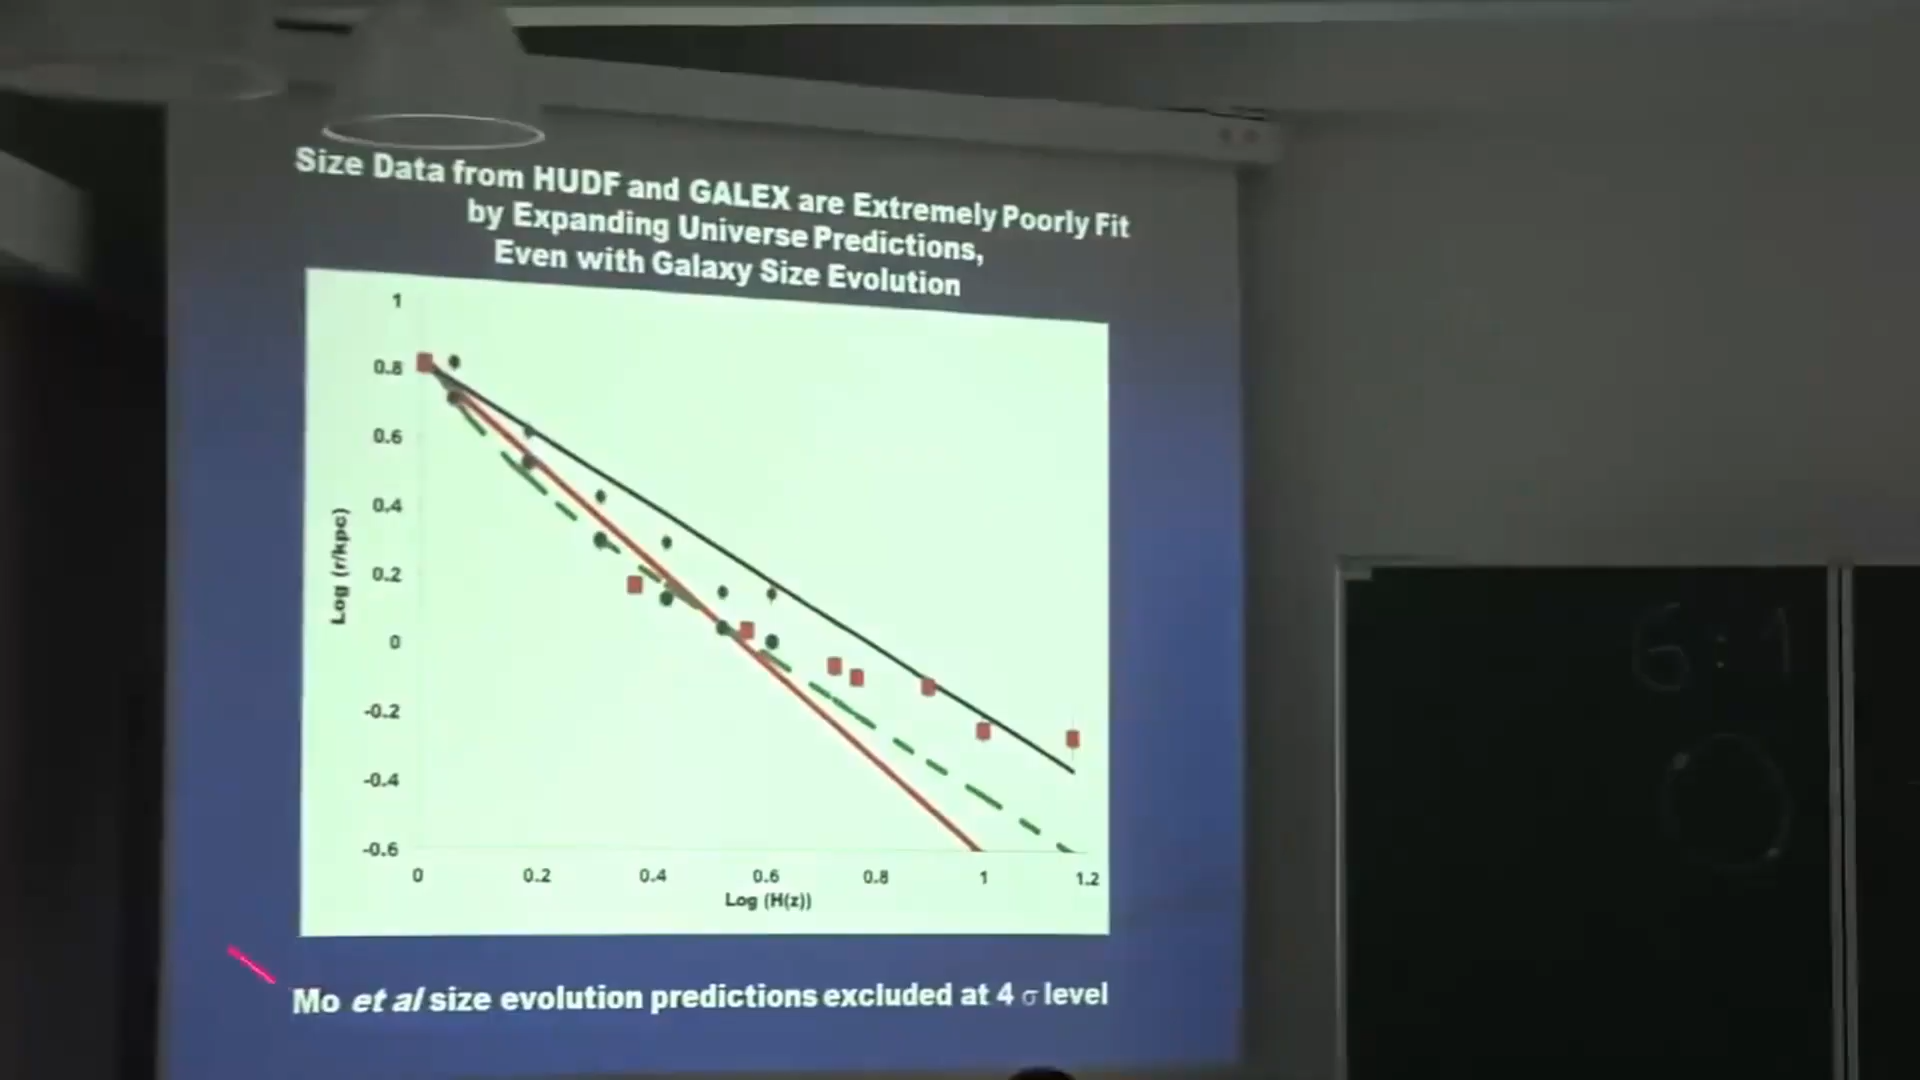 Size Data from HUDF and GALEX are Extremely Poorly Fit
by Expanding Universe Predictions,
Even with Galaxy Size Evolution
1
0.8
0.6
0.4
0.2
0
-0.2
-0.4
-0.6
Log (r/kpc)
0 0.2 0.4 0.6 0.8 1 1.2
Log (H(z))
Mo et al size evolution predictions excluded at 4 σ level
6:1